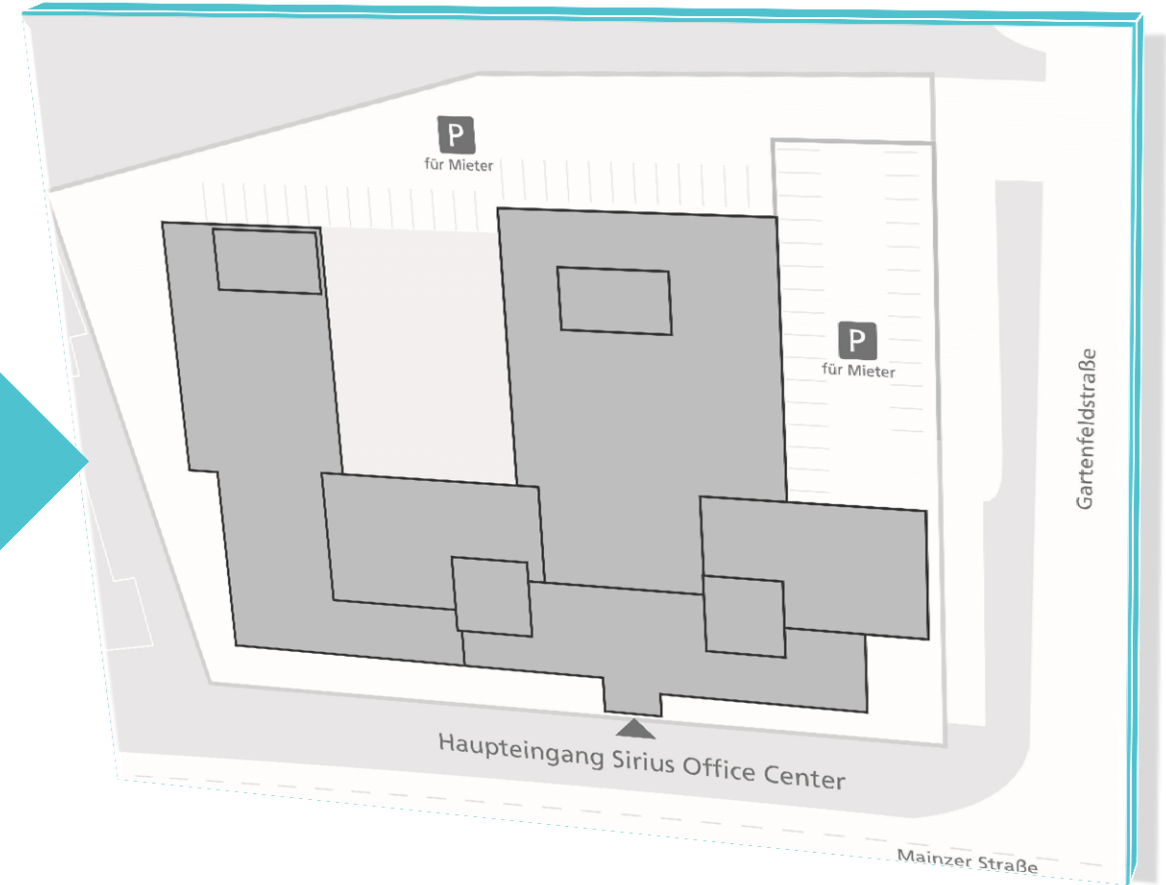 P
für Mieter
P
für Mieter
Gartenfeldstraße
Haupteingang Sirius Office Center
Mainzer Straße